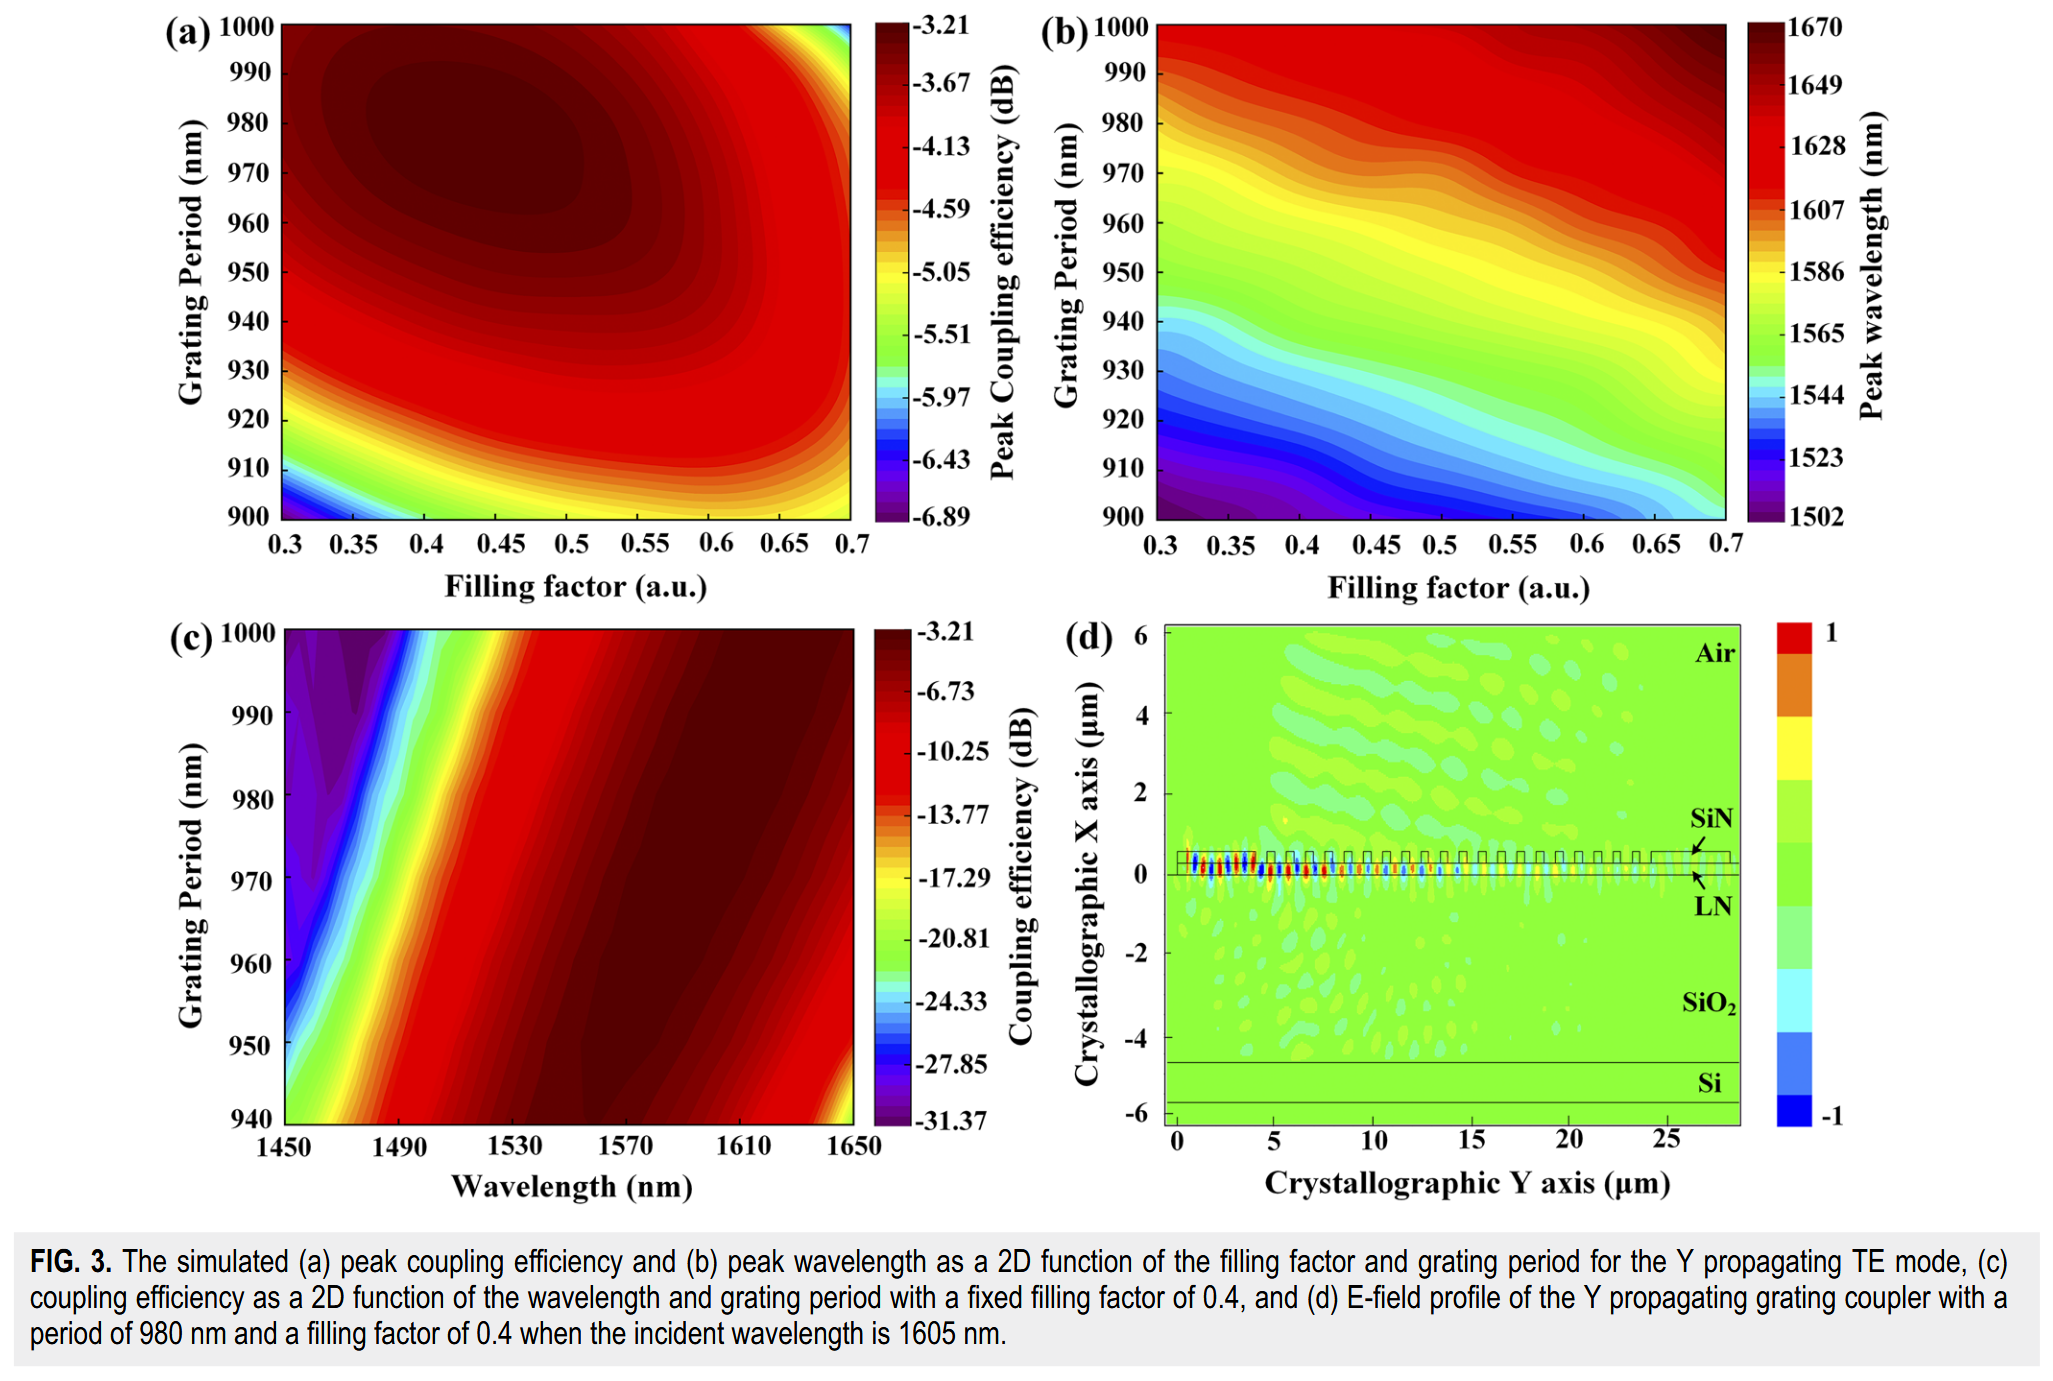 (a)
1000
990
980
970
960
950
940
930
920
910
900
Grating Period (nm)
0.3 0.35 0.4 0.45 0.5 0.55 0.6 0.65 0.7
Filling factor (a.u.)
-3.21
-3.67
-4.13
-4.59
-5.05
-5.51
-5.97
-6.43
-6.89
Peak Coupling efficiency (dB)
(b)
1000
990
980
970
960
950
940
930
920
910
900
Grating Period (nm)
0.3 0.35 0.4 0.45 0.5 0.55 0.6 0.65 0.7
Filling factor (a.u.)
1670
1649
1628
1607
1586
1565
1544
1523
1502
Peak wavelength (nm)
(c)
1000
990
980
970
960
950
940
Grating Period (nm)
1450 1490 1530 1570 1610 1650
Wavelength (nm)
-3.21
-6.73
-10.25
-13.77
-17.29
-20.81
-24.33
-27.85
-31.37
Coupling efficiency (dB)
(d)
6
4
2
0
-2
-4
-6
Crystallographic X axis (μm)
Air
SiN
LN
SiO₂
Si
0 5 10 15 20 25
Crystallographic Y axis (μm)
1
-1
FIG. 3. The simulated (a) peak coupling efficiency and (b) peak wavelength as a 2D function of the filling factor and grating period for the Y propagating TE mode, (c)
coupling efficiency as a 2D function of the wavelength and grating period with a fixed filling factor of 0.4, and (d) E-field profile of the Y propagating grating coupler with a
period of 980 nm and a filling factor of 0.4 when the incident wavelength is 1605 nm.